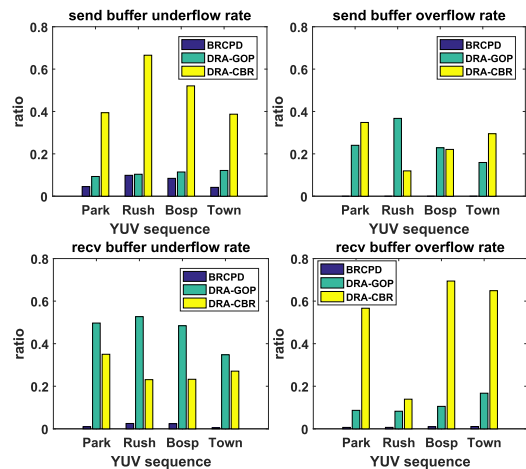 send buffer underflow rate
0.8
0.6
0.4
0.2
0
ratio
BRCPD
DRA-GOP
DRA-CBR
Park Rush Bosp Town
YUV sequence
send buffer overflow rate
0.8
0.6
0.4
0.2
0
ratio
BRCPD
DRA-GOP
DRA-CBR
Park Rush Bosp Town
YUV sequence
recv buffer underflow rate
0.8
0.6
0.4
0.2
0
ratio
BRCPD
DRA-GOP
DRA-CBR
Park Rush Bosp Town
YUV sequence
recv buffer overflow rate
0.8
0.6
0.4
0.2
0
ratio
BRCPD
DRA-GOP
DRA-CBR
Park Rush Bosp Town
YUV sequence